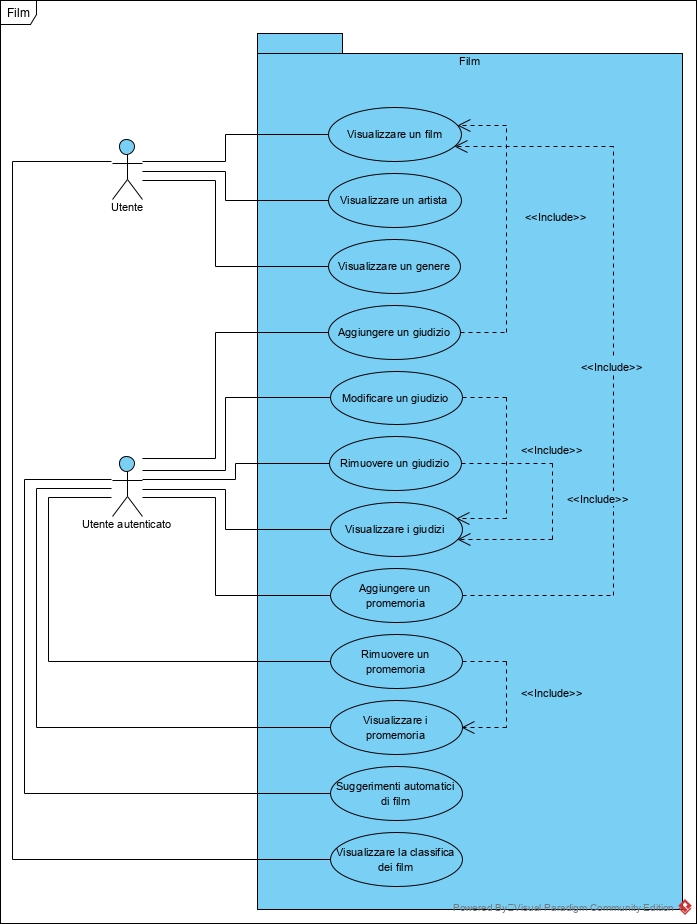 Film
Film
Visualizzare un film
Utente
Visualizzare un artista
<<Include>>
Visualizzare un genere
Aggiungere un giudizio
<<Include>>
Modificare un giudizio
<<Include>>
Rimuovere un giudizio
<<Include>>
Utente autenticato
Visualizzare i giudizi
Aggiungere un
promemoria
Rimuovere un
promemoria
<<Include>>
Visualizzare i
promemoria
Suggerimenti automatici
di film
Visualizzare la classifica
dei film
Powered By Visual Paradigm Community Edition